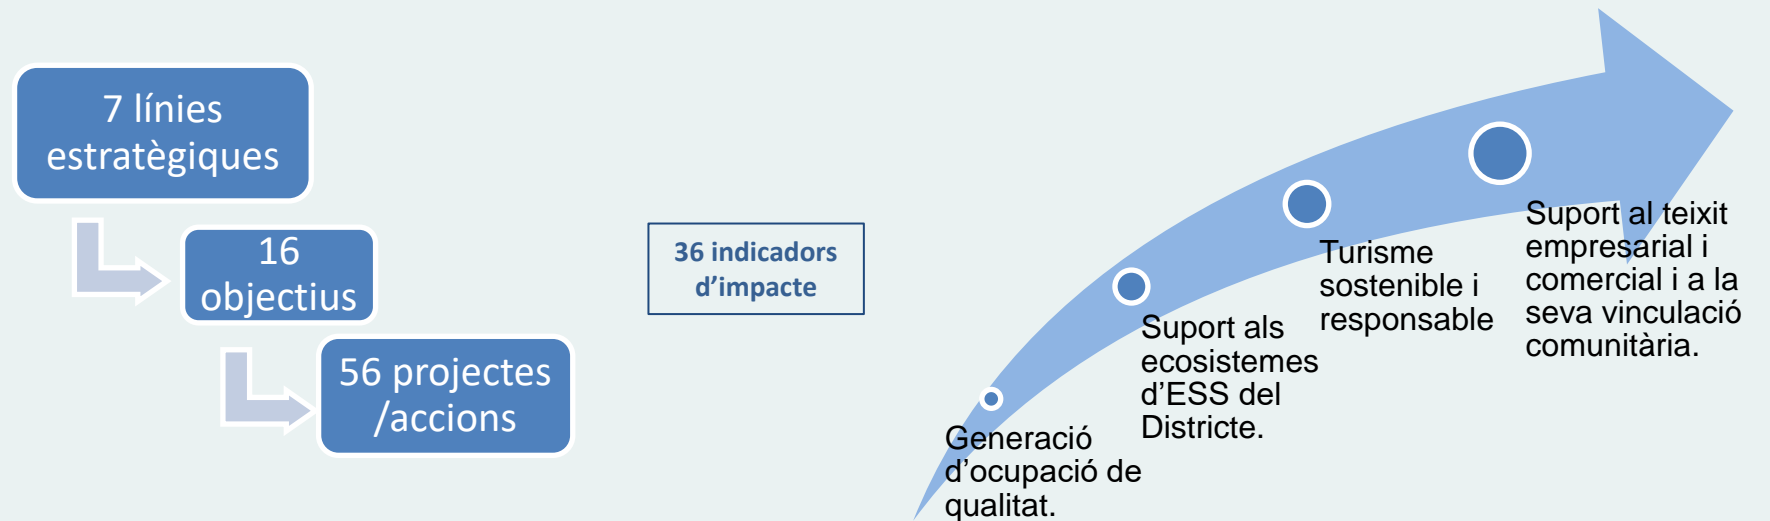 7 línies
estratègiques
16
objectius
56 projectes
/accions
36 indicadors
d’impacte
Generació
d’ocupació de
qualitat.
Suport als
ecosistemes
d’ESS del
Districte.
Turisme
sostenible i
responsable
Suport al teixit
empresarial i
comercial i a la
seva vinculació
comunitària.